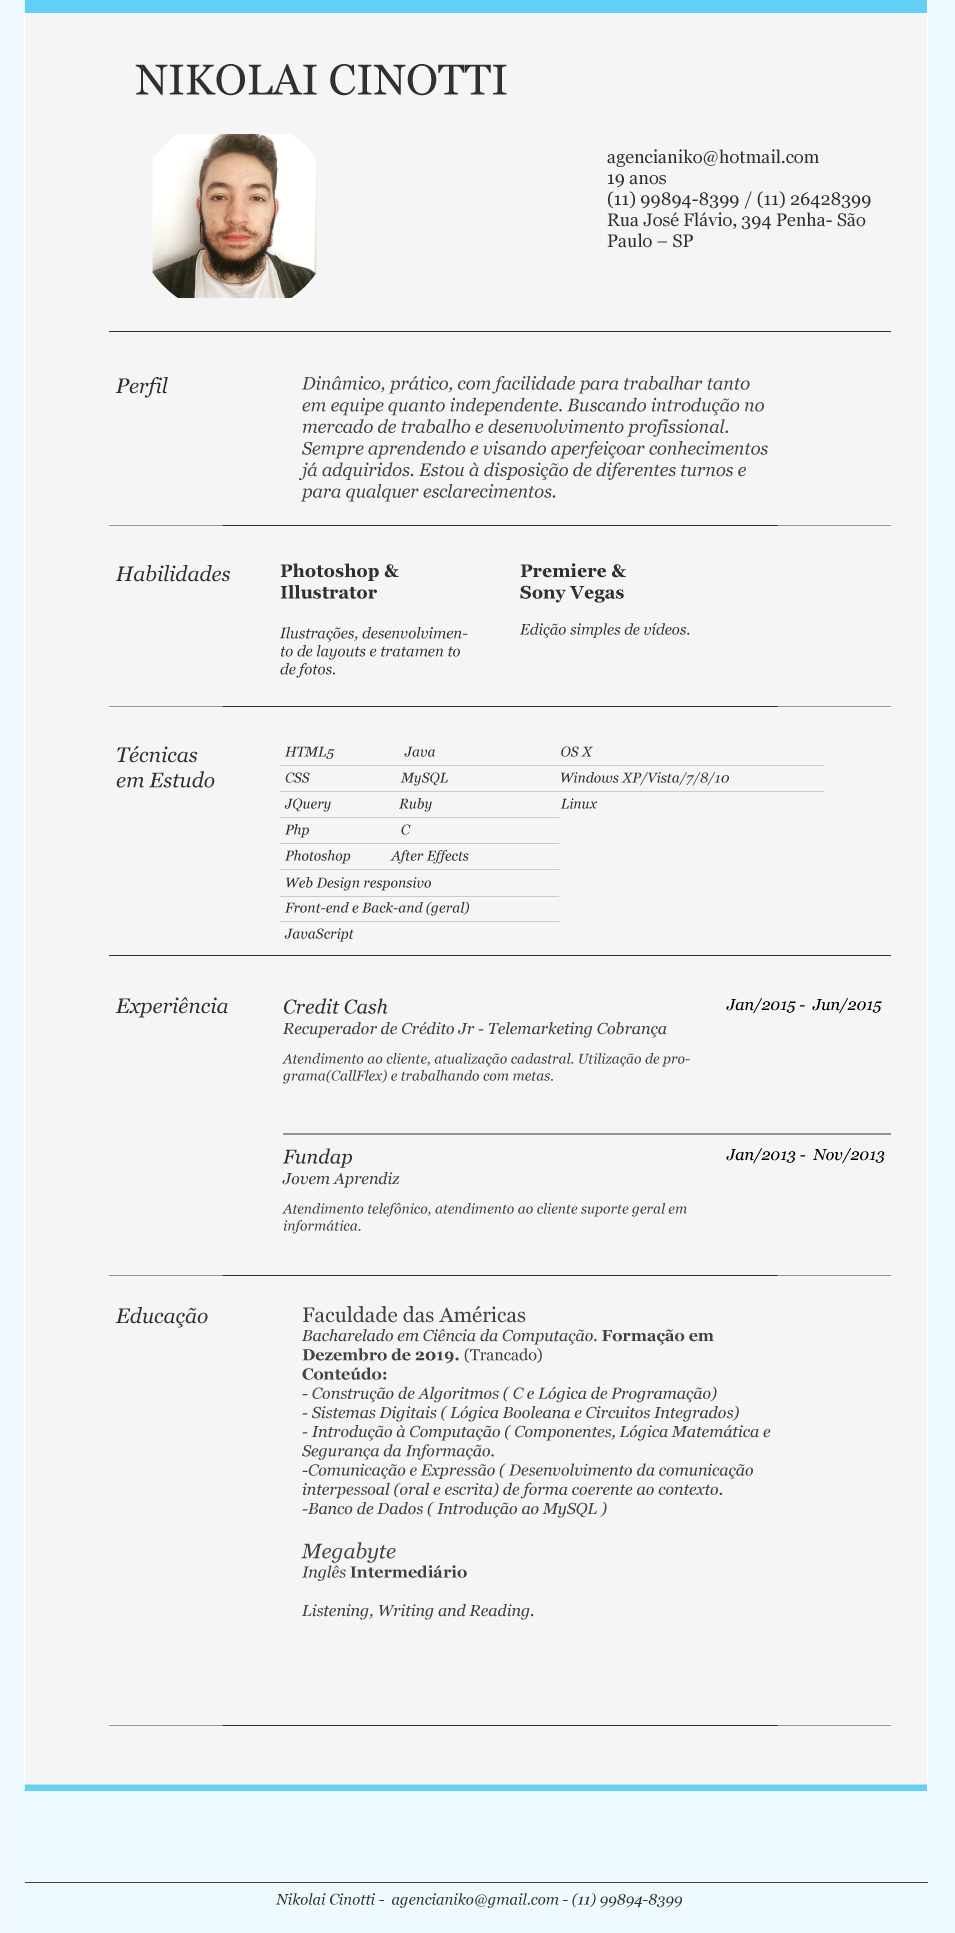 NIKOLAI CINOTTI
agencianiko@hotmail.com
19 anos
(11) 99894-8399 / (11) 26428399
Rua José Flávio, 394 Penha- São
Paulo – SP
Perfil
Dinâmico, prático, com facilidade para trabalhar tanto
em equipe quanto independente. Buscando introdução no
mercado de trabalho e desenvolvimento profissional.
Sempre aprendendo e visando aperfeiçoar conhecimentos
já adquiridos. Estou à disposição de diferentes turnos e
para qualquer esclarecimentos.
Habilidades
Photoshop &
Illustrator
Ilustrações, desenvolvimen-
to de layouts e tratamen to
de fotos.
Premiere &
Sony Vegas
Edição simples de vídeos.
Técnicas
em Estudo
HTML5 Java OS X
CSS MySQL Windows XP/Vista/7/8/10
JQuery Ruby Linux
Php C
Photoshop After Effects
Web Design responsivo
Front-end e Back-and (geral)
JavaScript
Experiência
Credit Cash Jan/2015 - Jun/2015
Recuperador de Crédito Jr - Telemarketing Cobrança
Atendimento ao cliente, atualização cadastral. Utilização de pro-
grama(CallFlex) e trabalhando com metas.
Fundap Jan/2013 - Nov/2013
Jovem Aprendiz
Atendimento telefônico, atendimento ao cliente suporte geral em
informática.
Educação
Faculdade das Américas
Bacharelado em Ciência da Computação. Formação em
Dezembro de 2019. (Trancado)
Conteúdo:
- Construção de Algoritmos ( C e Lógica de Programação)
- Sistemas Digitais ( Lógica Booleana e Circuitos Integrados)
- Introdução à Computação ( Componentes, Lógica Matemática e
Segurança da Informação.
-Comunicação e Expressão ( Desenvolvimento da comunicação
interpessoal (oral e escrita) de forma coerente ao contexto.
-Banco de Dados ( Introdução ao MySQL )
Megabyte
Inglês Intermediário
Listening, Writing and Reading.
Nikolai Cinotti - agencianiko@gmail.com - (11) 99894-8399